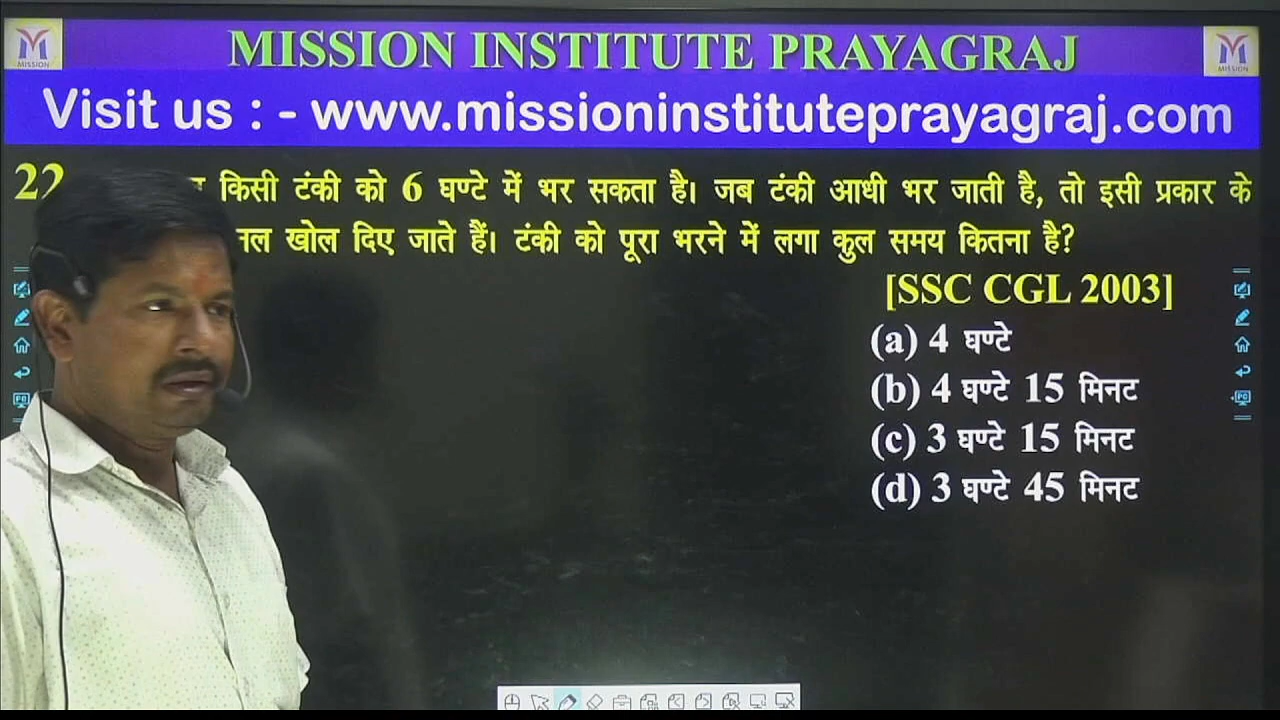 MISSION INSTITUTE PRAYAGRAJ
MISSION
MISSION
Visit us : - www.missioninstituteprayagraj.com
22 किसी टंकी को 6 घण्टे में भर सकता है। जब टंकी आधी भर जाती है, तो इसी प्रकार के
नल खोल दिए जाते हैं। टंकी को पूरा भरने में लगा कुल समय कितना है?
[SSC CGL 2003]
(a) 4 घण्टे
(b) 4 घण्टे 15 मिनट
(c) 3 घण्टे 15 मिनट
(d) 3 घण्टे 45 मिनट